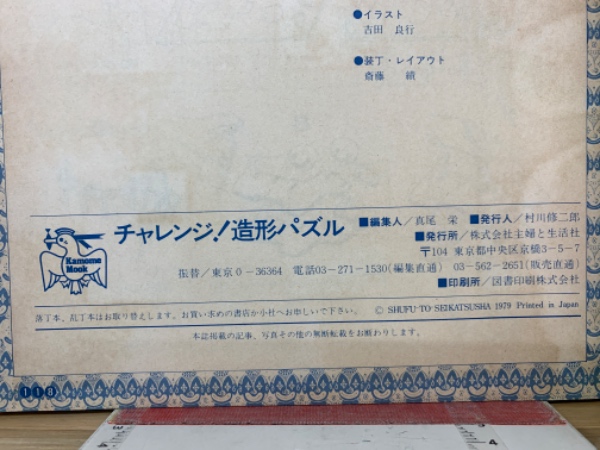 ●イラスト
吉田 良行
●装丁・レイアウト
斎藤 績
Kamome
Mook
チャレンジ!造形パズル
■編集人/真尾 栄 ■発行人/村川修二郎
■発行所/株式会社主婦と生活社
〒104 東京都中央区京橋3-5-7
振替/東京0-36364 電話03-271-1530(編集直通) 03-562-2651(販売直通)
■印刷所/図書印刷株式会社
落丁本、乱丁本はお取り替えします。お買い求めの書店か小社へお申しいで下さい。
© SHUFU-TO-SEIKATSUSHA 1979 Printed in Japan
本誌掲載の記事、写真その他の無断転載をお断わりします。
118
3
4